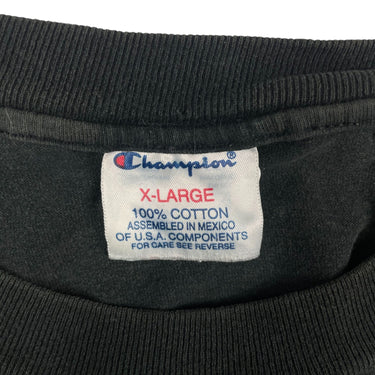 Champion®
X-LARGE
100% COTTON
ASSEMBLED IN MEXICO
OF U.S.A. COMPONENTS
FOR CARE SEE REVERSE